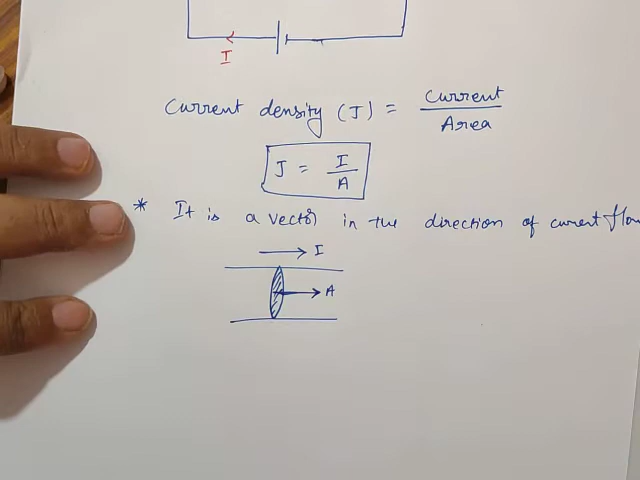 I
Current density (J) = Current / Area
J = I / A
* It is a vector in the direction of current flow
I
A